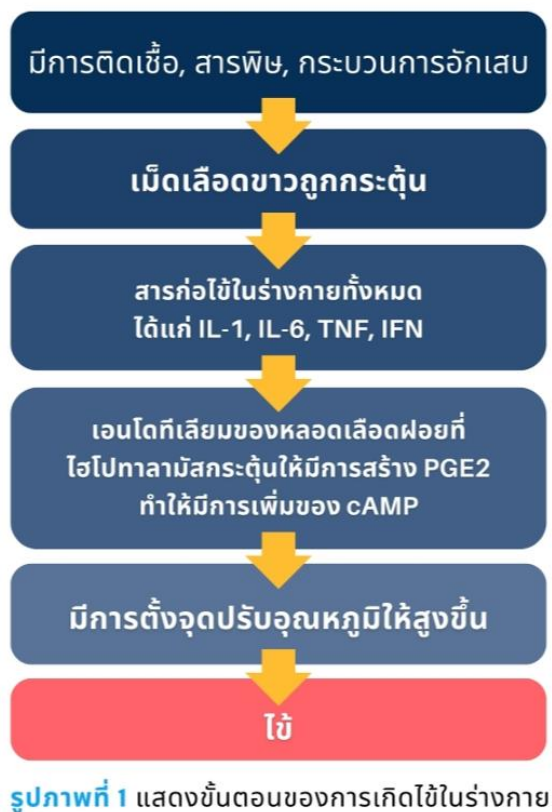 มีการติดเชื้อ, สารพิษ, กระบวนการอักเสบ
เม็ดเลือดขาวถูกกระตุ้น
สารก่อไข้ในร่างกายทั้งหมด
ได้แก่ IL-1, IL-6, TNF, IFN
เอนโดทีเลียมของหลอดเลือดฝอยที่
ไฮโปทาลามัสกระตุ้นให้มีการสร้าง PGE2
ทำให้มีการเพิ่มของ cAMP
มีการตั้งจุดปรับอุณหภูมิให้สูงขึ้น
ไข้
รูปภาพที่ 1 แสดงขั้นตอนของการเกิดไข้ในร่างกาย